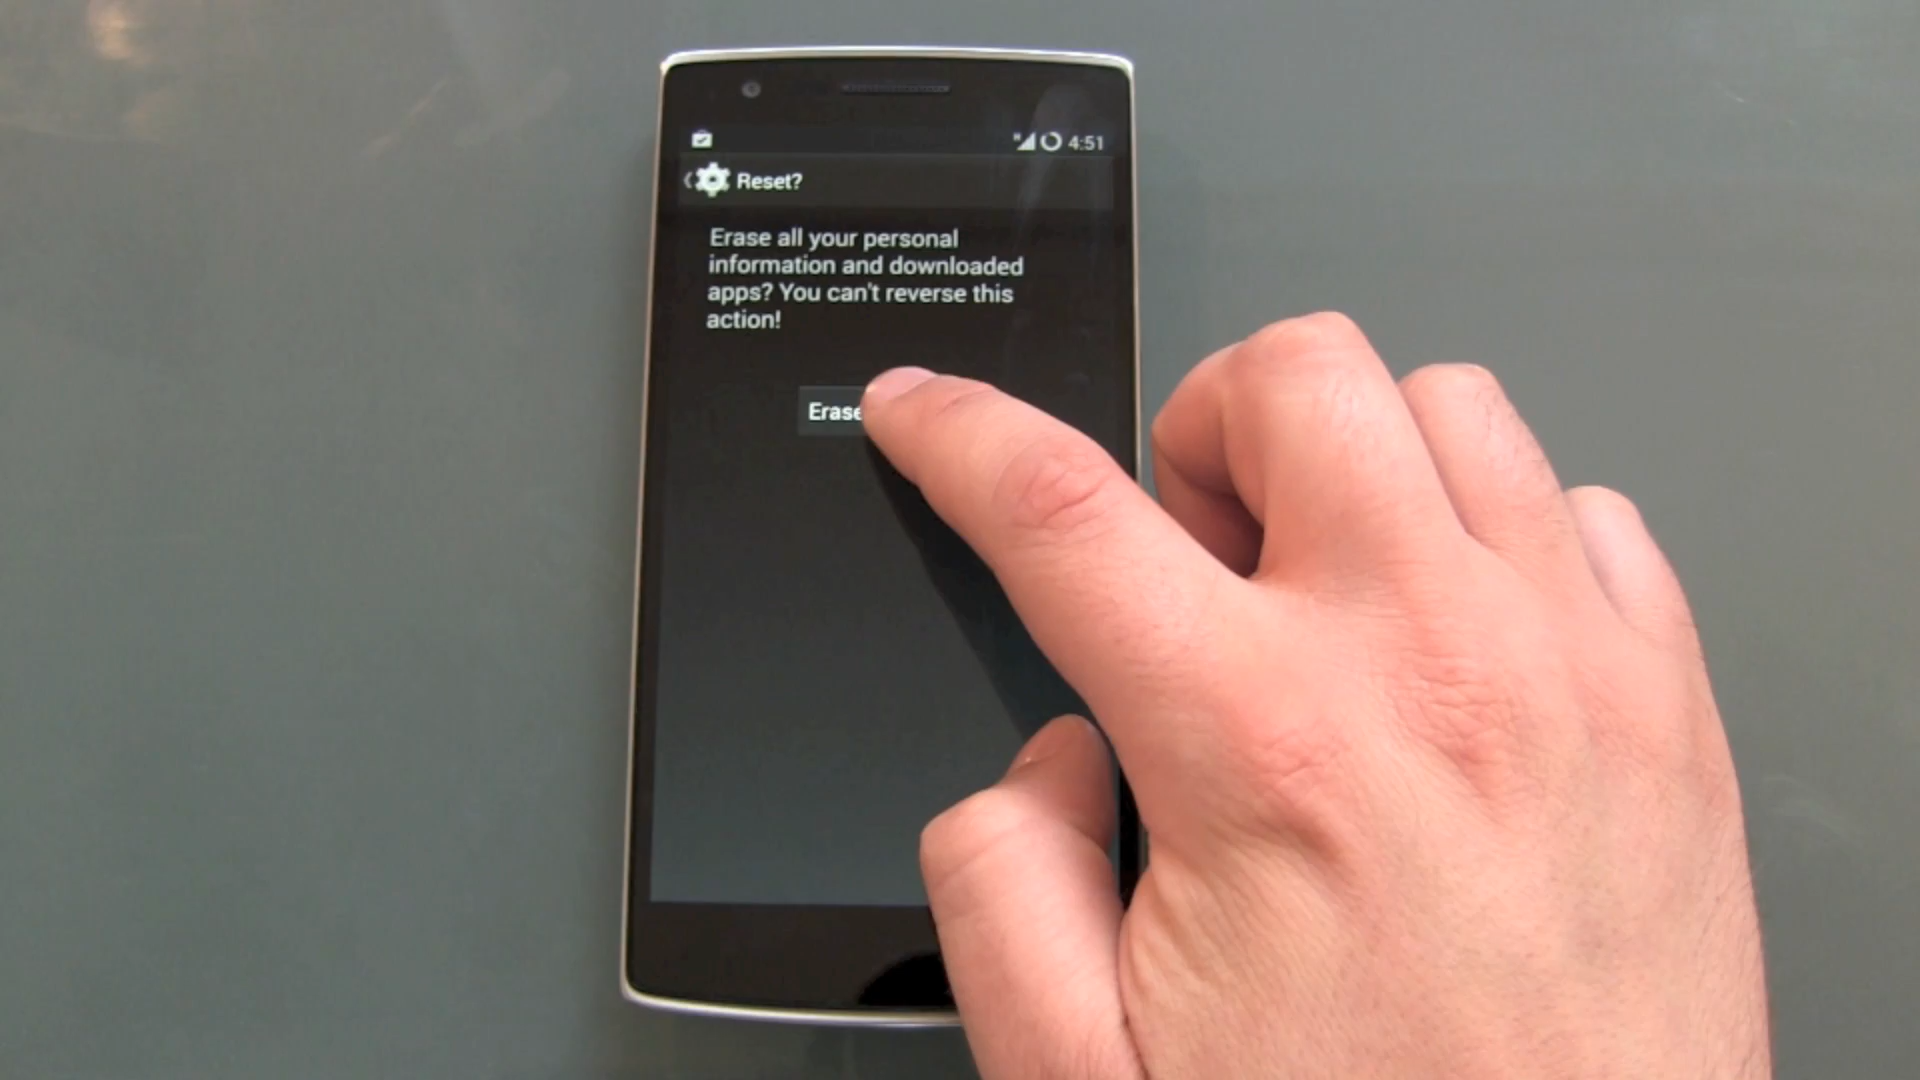 4:51
Reset?
Erase all your personal
information and downloaded
apps? You can't reverse this
action!
Erase